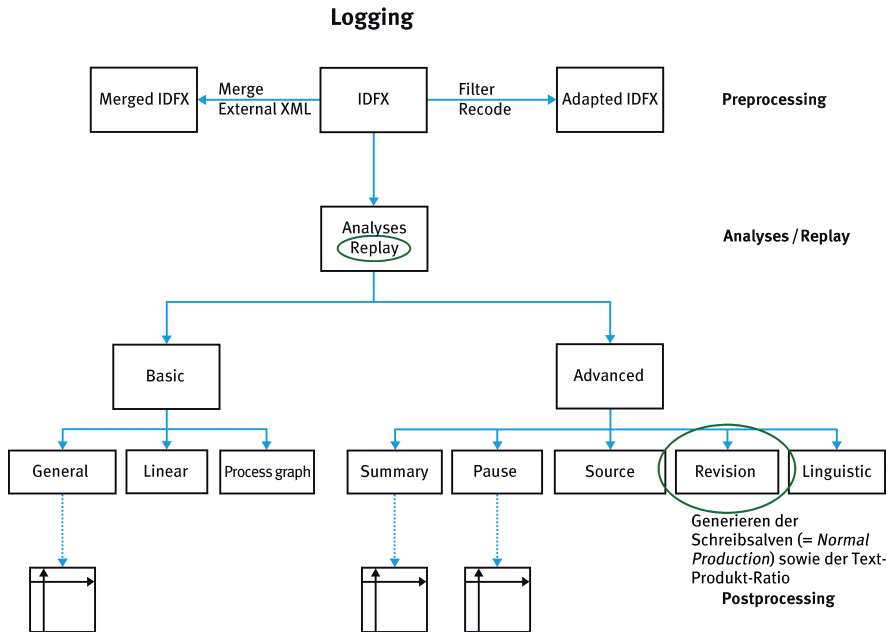 Logging
Merged IDFX
Merge
External XML
IDFX
Filter
Recode
Adapted IDFX
Preprocessing
Analyses
Replay
Analyses / Replay
Basic
Advanced
General
Linear
Process graph
Summary
Pause
Source
Revision
Linguistic
Generieren der
Schreibsalven (= Normal
Production) sowie der Text-
Produkt-Ratio
Postprocessing